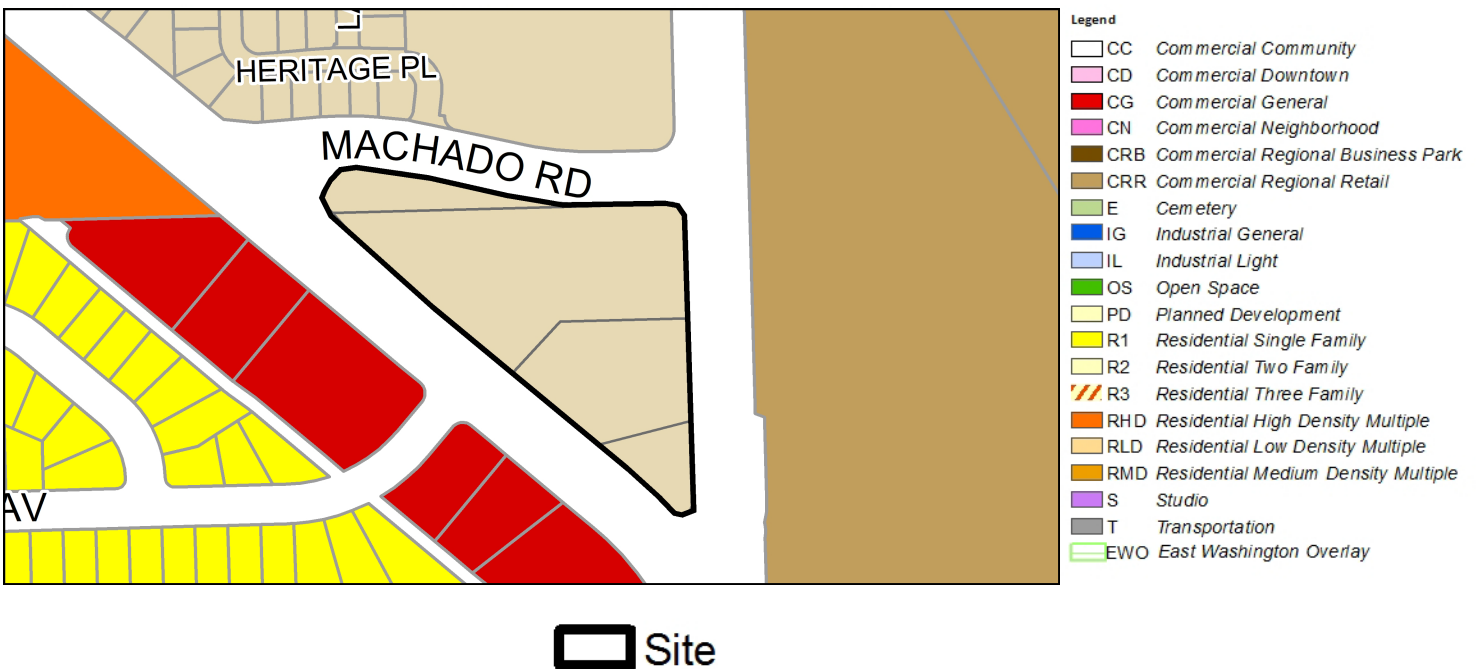 HERITAGE PL
MACHADO RD
AV
Legend
CC Commercial Community
CD Commercial Downtown
CG Commercial General
CN Commercial Neighborhood
CRB Commercial Regional Business Park
CRR Commercial Regional Retail
E Cemetery
IG Industrial General
IL Industrial Light
OS Open Space
PD Planned Development
R1 Residential Single Family
R2 Residential Two Family
R3 Residential Three Family
RHD Residential High Density Multiple
RLD Residential Low Density Multiple
RMD Residential Medium Density Multiple
S Studio
T Transportation
EWO East Washington Overlay
Site